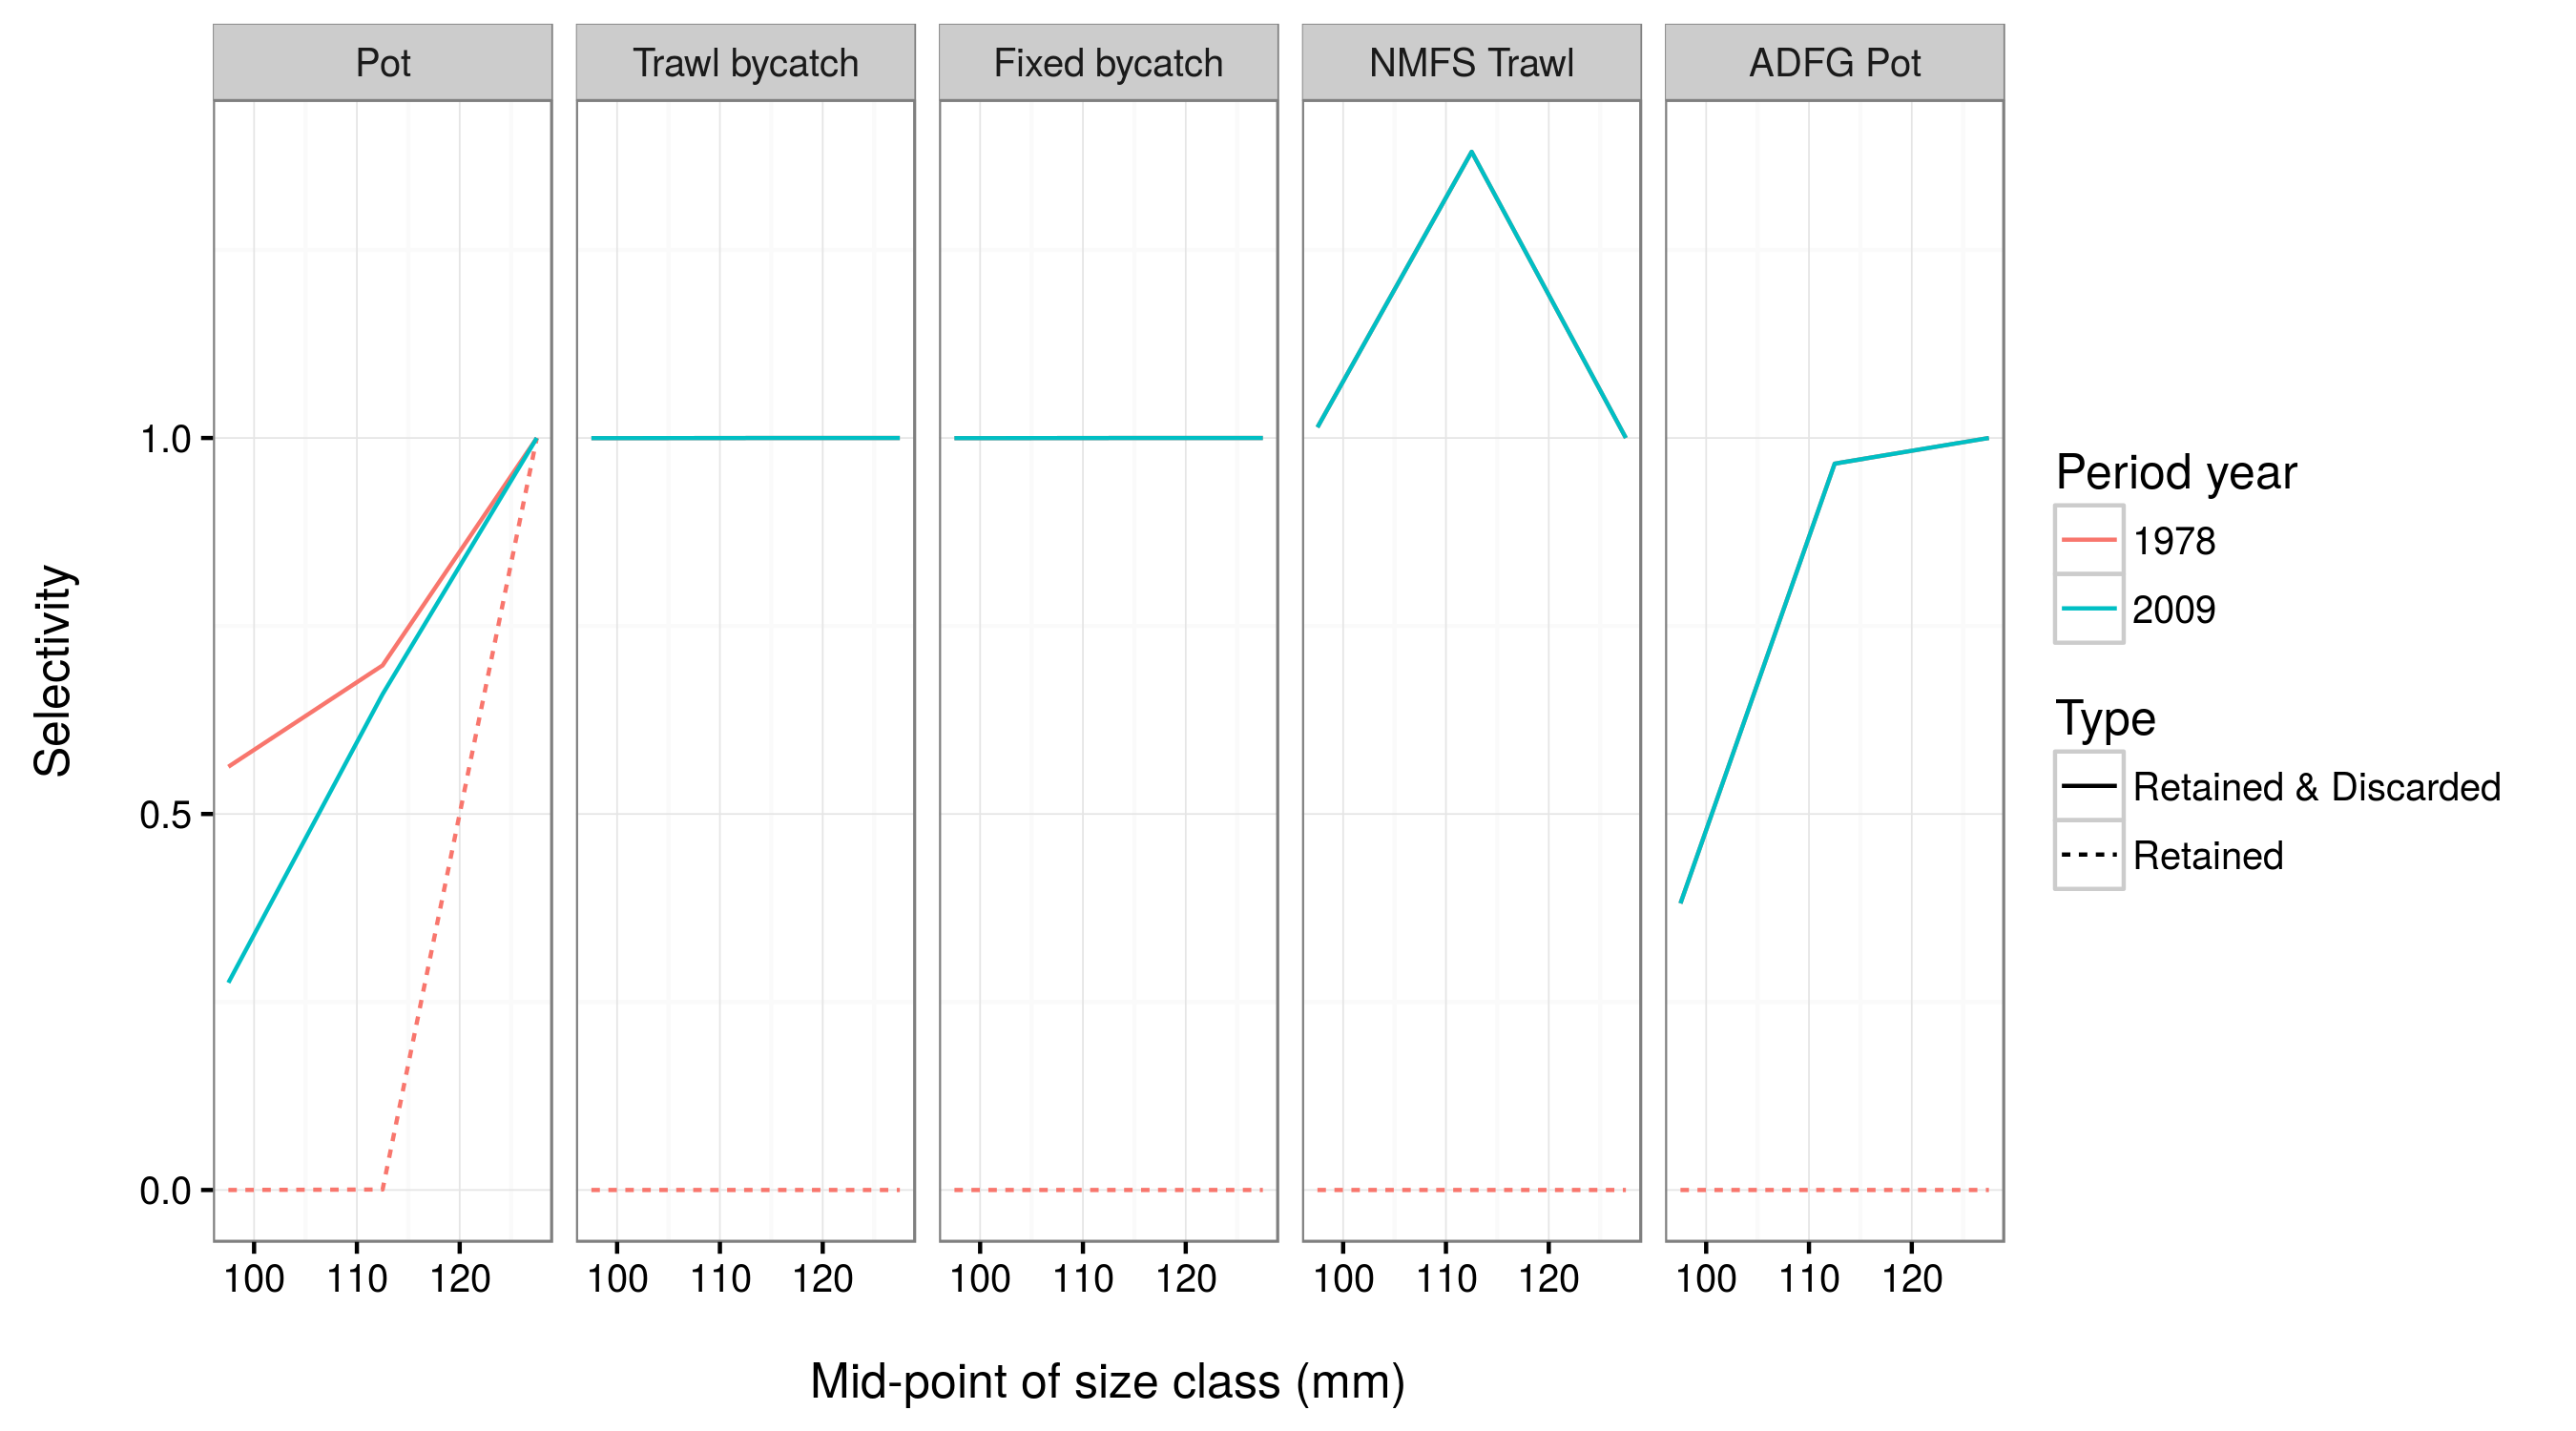 Pot
Trawl bycatch
Fixed bycatch
NMFS Trawl
ADFG Pot
Selectivity
1.0
0.5
0.0
100 110 120
100 110 120
100 110 120
100 110 120
100 110 120
Mid-point of size class (mm)
Period year
1978
2009
Type
Retained & Discarded
Retained